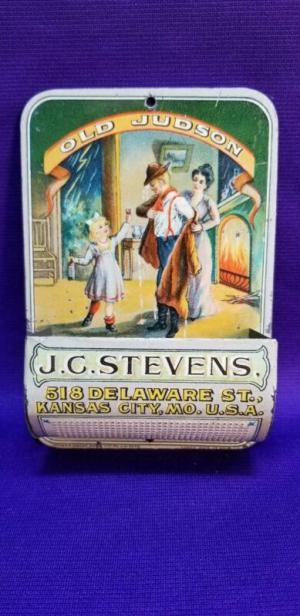 OLD JUDSON
J.C.STEVENS.
518 DELAWARE ST.,
KANSAS CITY, MO. U.S.A.